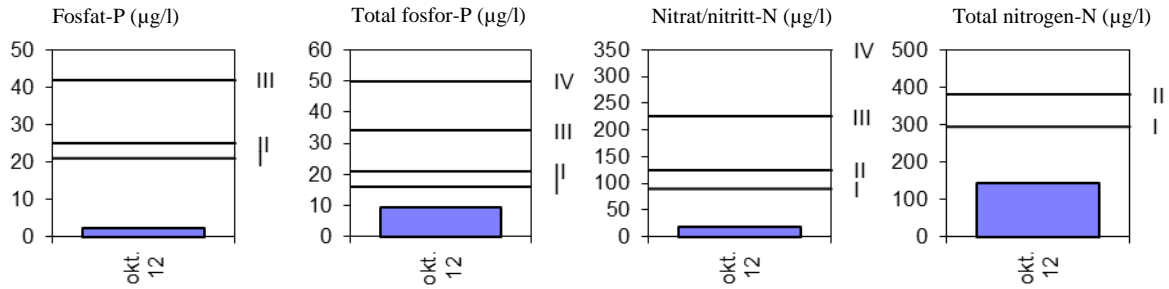 Fosfat-P (µg/l)
50
40
30
20
10
0
III
II
I
okt. 12
Total fosfor-P (µg/l)
60
50
40
30
20
10
0
IV
III
II
I
okt. 12
Nitrat/nitritt-N (µg/l)
350
300
250
200
150
100
50
0
IV
III
II
I
okt. 12
Total nitrogen-N (µg/l)
500
400
300
200
100
0
II
I
okt. 12